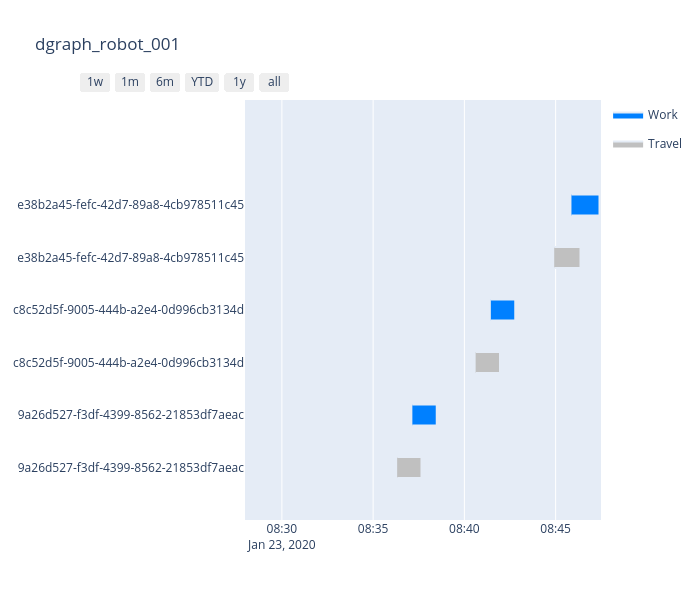 dgraph_robot_001
1w 1m 6m YTD 1y all
Work
Travel
e38b2a45-fefc-42d7-89a8-4cb978511c45
e38b2a45-fefc-42d7-89a8-4cb978511c45
c8c52d5f-9005-444b-a2e4-0d996cb3134d
c8c52d5f-9005-444b-a2e4-0d996cb3134d
9a26d527-f3df-4399-8562-21853df7aeac
9a26d527-f3df-4399-8562-21853df7aeac
08:30 08:35 08:40 08:45
Jan 23, 2020